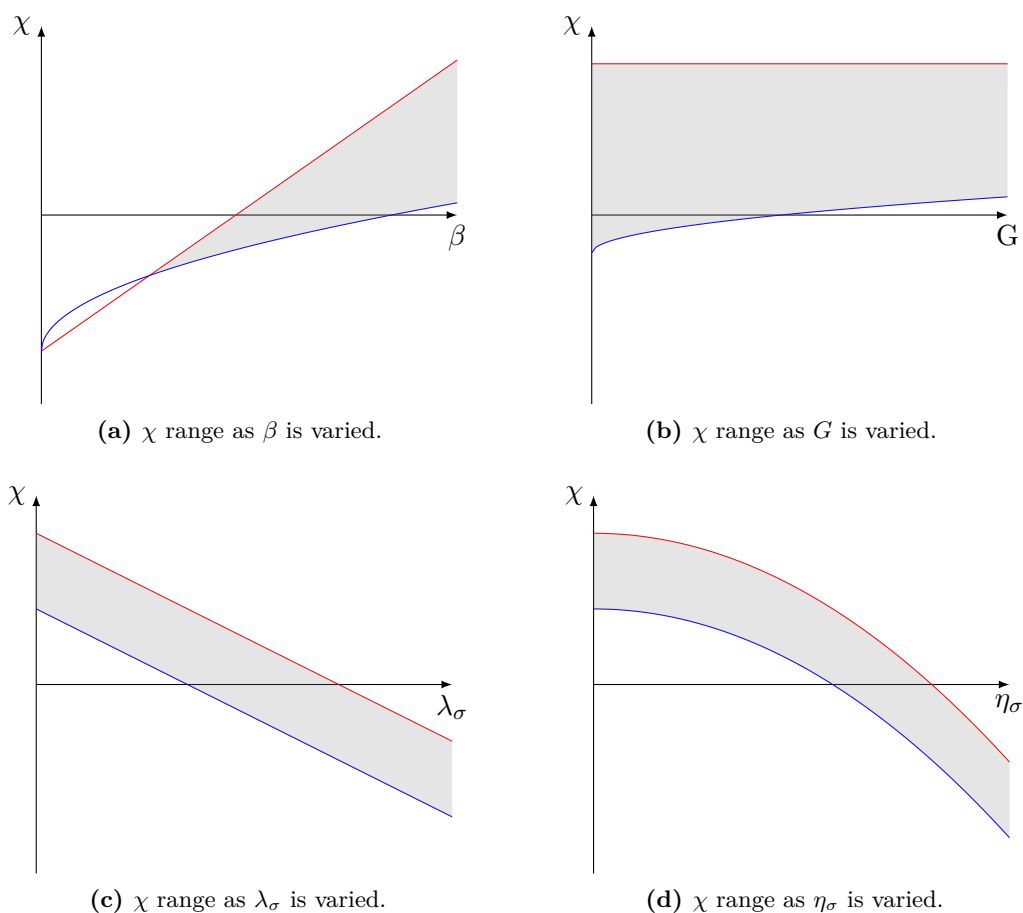 χ
β
(a) χ range as β is varied.
χ
G
(b) χ range as G is varied.
χ
λσ
(c) χ range as λσ is varied.
χ
ησ
(d) χ range as ησ is varied.